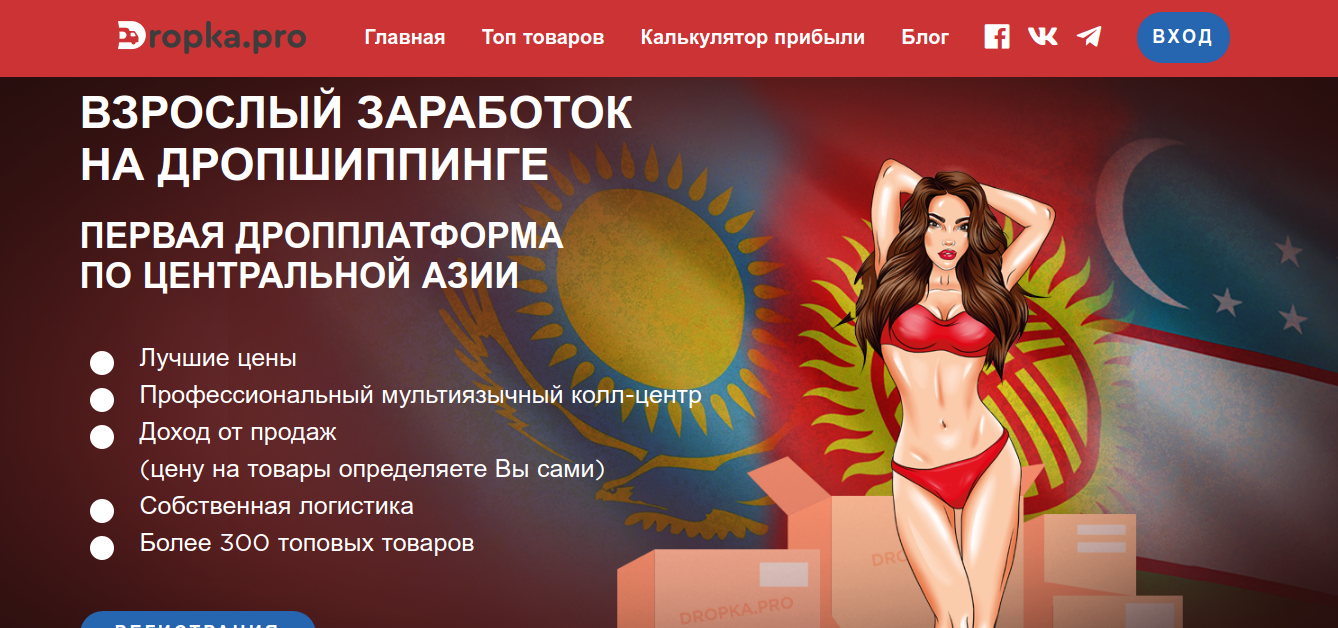 Dropka.pro
Главная Топ товаров Калькулятор прибыли Блог ВХОД
ВЗРОСЛЫЙ ЗАРАБОТОК
НА ДРОПШИППИНГЕ
ПЕРВАЯ ДРОППЛАТФОРМА
ПО ЦЕНТРАЛЬНОЙ АЗИИ
Лучшие цены
Профессиональный мультиязычный колл-центр
Доход от продаж
(цену на товары определяете Вы сами)
Собственная логистика
Более 300 топовых товаров
DROPKA.PRO
РЕГИСТРАЦИЯ